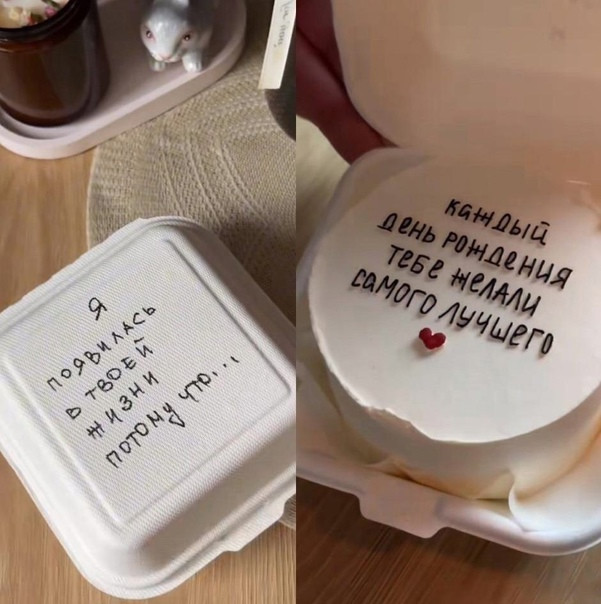 Я
ПОЯВИЛАСЬ
В ТВОЕЙ
ЖИЗНИ
ПОТОМУ ЧТО...
КАЖДЫЙ
ДЕНЬ РОЖДЕНИЯ
ТЕБЕ ЖЕЛАЛИ
САМОГО ЛУЧШЕГО